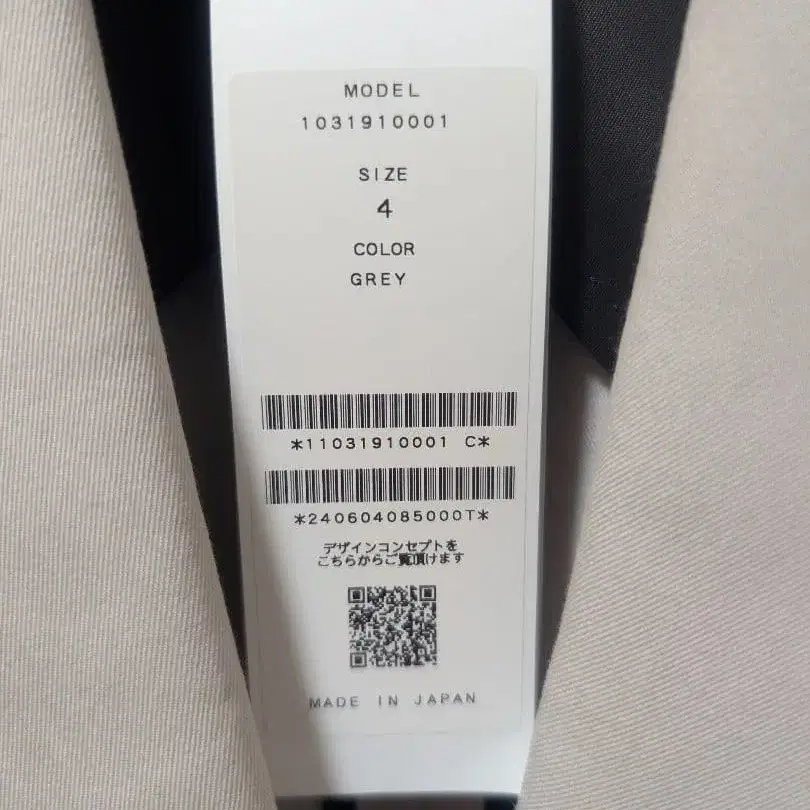 MODEL
1031910001
SIZE
4
COLOR
GREY
*11031910001 C*
*240604085000T*
デザインコンセプトを
こちらからご覧頂けます
MADE IN JAPAN